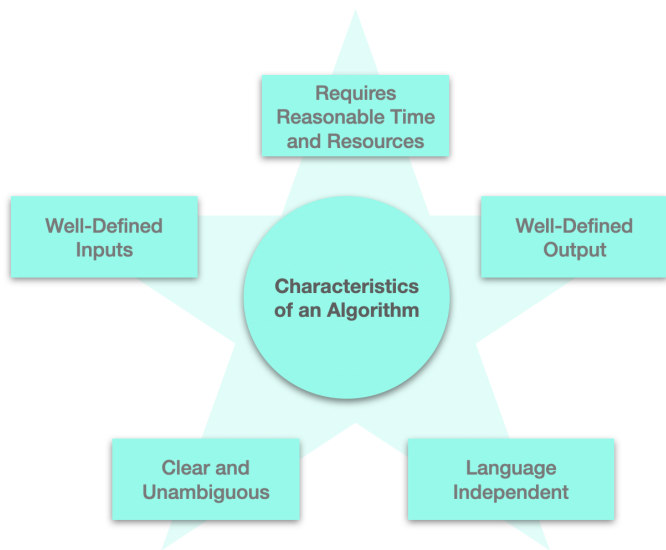 Requires
Reasonable Time
and Resources
Well-Defined
Inputs
Well-Defined
Output
Characteristics
of an Algorithm
Clear and
Unambiguous
Language
Independent